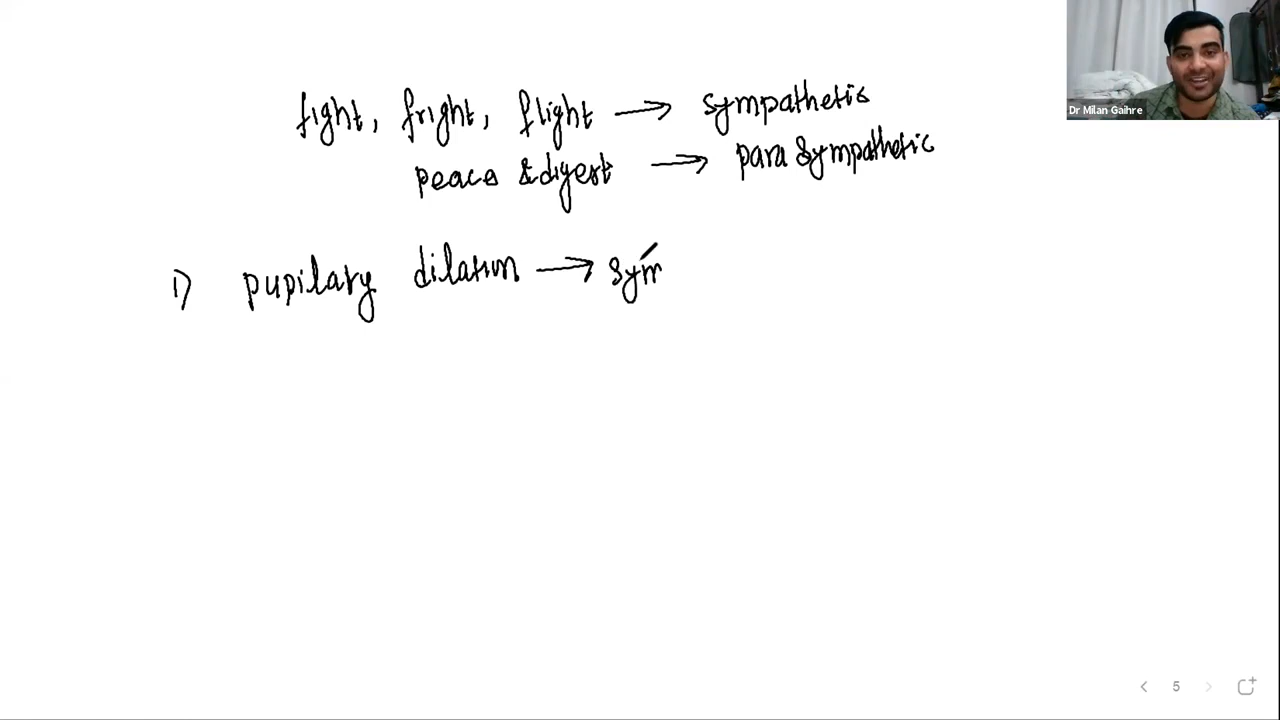 fight, fright, flight → sympathetic
peace & digest → para sympathetic
1) pupilary dilation → sym
Dr Milan Gaihre
5